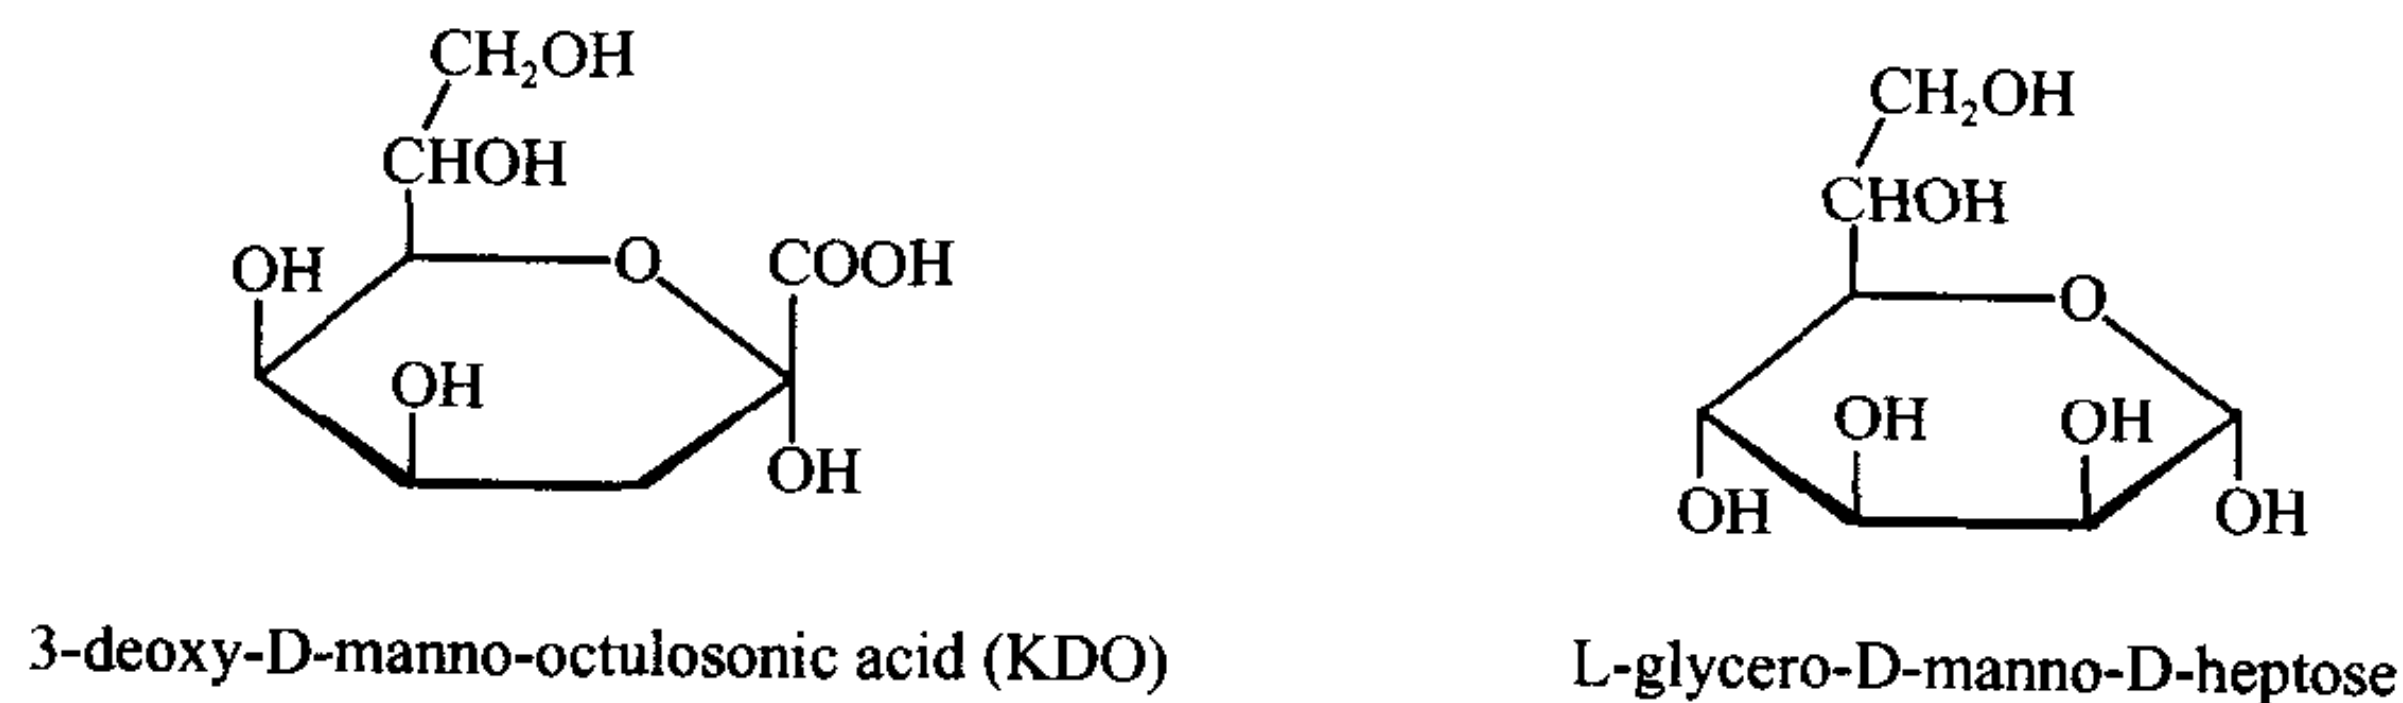 CH₂OH
CHOH
OH
O
COOH
OH
OH
3-deoxy-D-manno-octulosonic acid (KDO)
CH₂OH
CHOH
O
OH
OH
OH
OH
L-glycero-D-manno-D-heptose